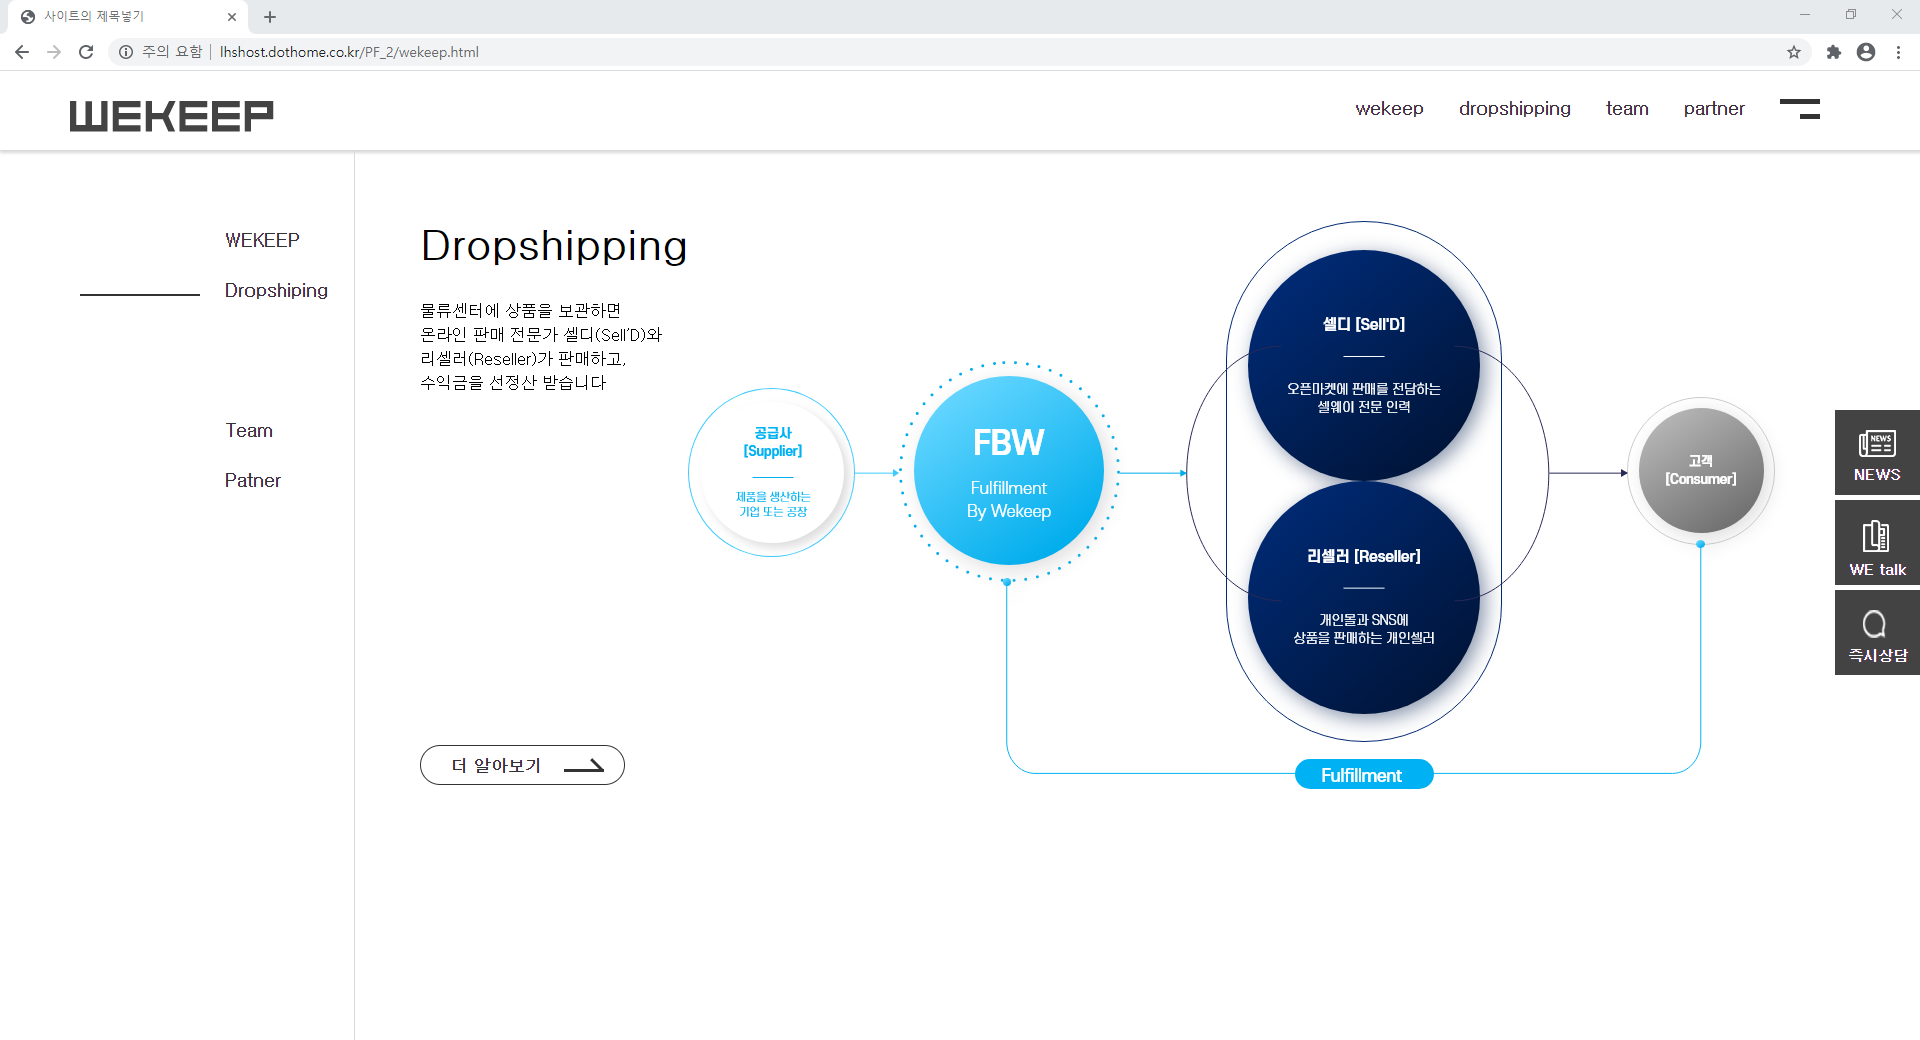 사이트의 제목넣기
주의 요함
lhshost.dothome.co.kr/PF_2/wekeep.html
WEKEEP
wekeep
dropshipping
team
partner
WEKEEP
Dropshiping
Team
Patner
Dropshipping
물류센터에 상품을 보관하면
온라인 판매 전문가 셀디(Sell'D)와
리셀러(Reseller)가 판매하고,
수익금을 선정산 받습니다
더 알아보기
공급사
[Supplier]
제품을 생산하는
기업 또는 공장
FBW
Fulfillment
By Wekeep
셀디 [Sell'D]
오픈마켓에 판매를 전담하는
셀웨이 전문 인력
리셀러 [Reseller]
개인몰과 SNS에
상품을 판매하는 개인셀러
고객
[Consumer]
Fulfillment
NEWS
NEWS
WE talk
즉시상담